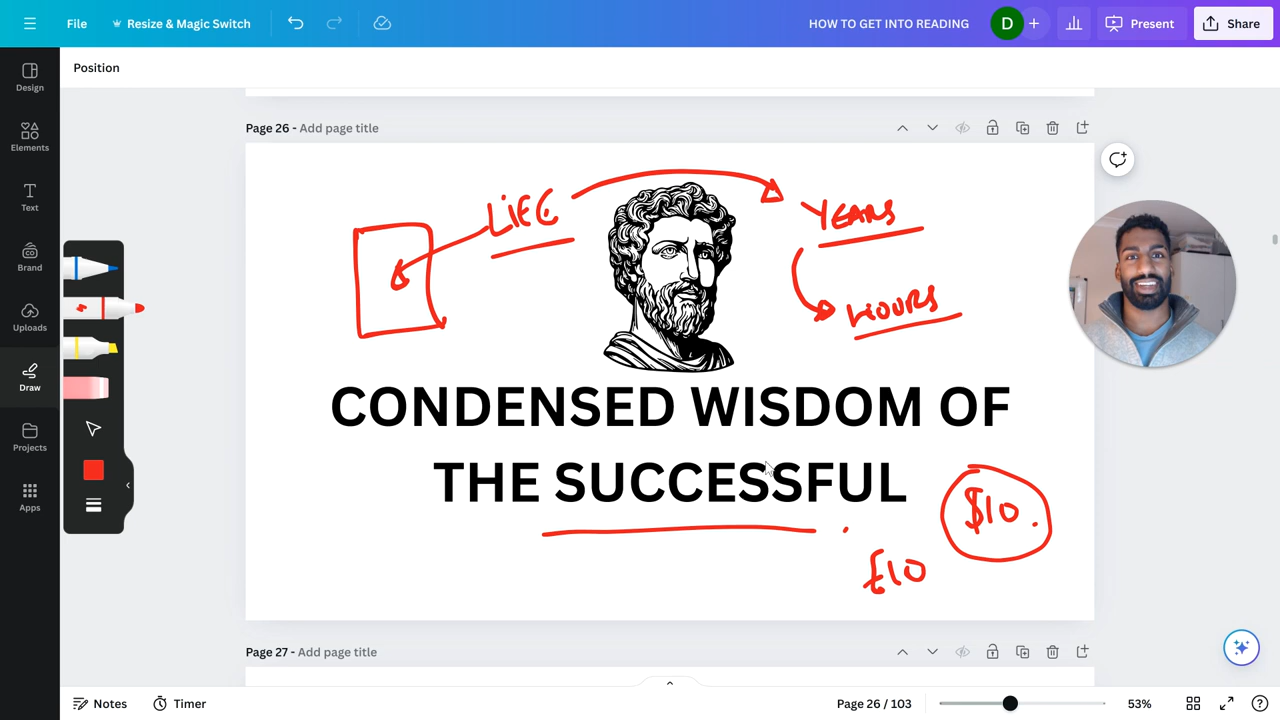 File
Resize & Magic Switch
HOW TO GET INTO READING
D
+
Present
Share
Design
Elements
Text
Brand
Uploads
Draw
Projects
Apps
Position
Page 26 - Add page title
LIFE
YEARS
HOURS
CONDENSED WISDOM OF
THE SUCCESSFUL
$10.
£10
Page 27 - Add page title
Notes
Timer
Page 26 / 103
53%
?